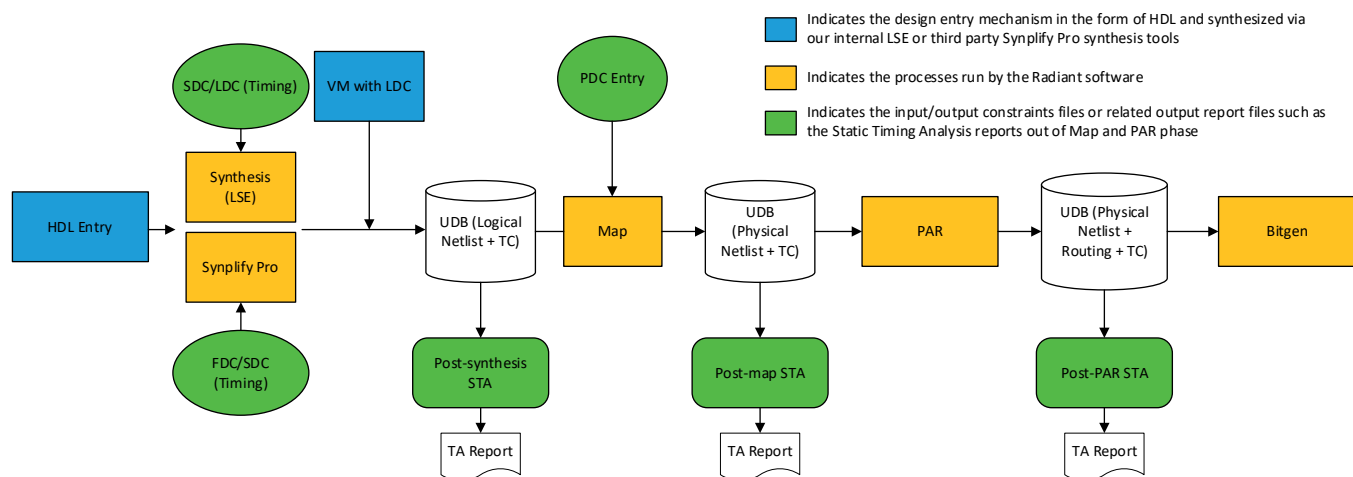 Indicates the design entry mechanism in the form of HDL and synthesized via
our internal LSE or third party Synplify Pro synthesis tools
Indicates the processes run by the Radiant software
Indicates the input/output constraints files or related output report files such as
the Static Timing Analysis reports out of Map and PAR phase
SDC/LDC (Timing)
VM with LDC
PDC Entry
HDL Entry
Synthesis
(LSE)
Synplify Pro
FDC/SDC
(Timing)
UDB (Logical
Netlist + TC)
Map
UDB
(Physical
Netlist + TC)
PAR
UDB (Physical
Netlist +
Routing + TC)
Bitgen
Post-synthesis
STA
Post-map STA
Post-PAR STA
TA Report
TA Report
TA Report